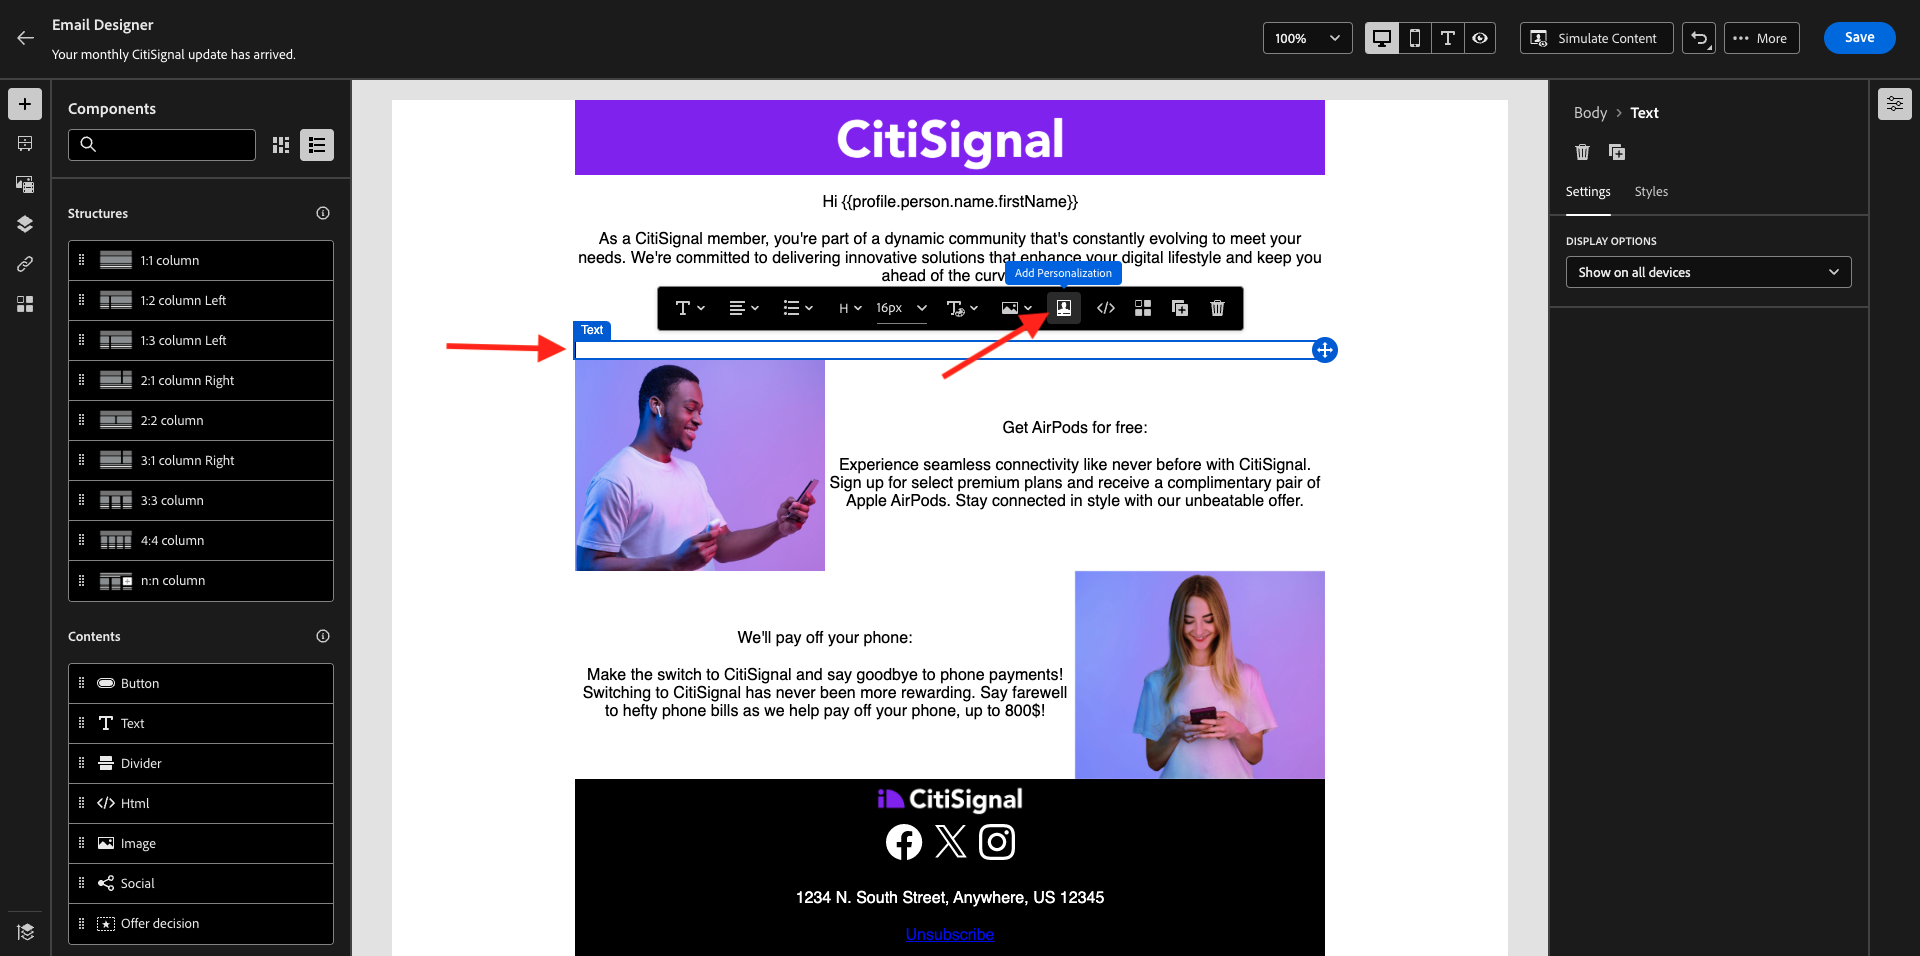 Email Designer
Your monthly CitiSignal update has arrived.
100%
Simulate Content
More
Save
Components
Structures
1:1 column
1:2 column Left
1:3 column Left
2:1 column Right
2:2 column
3:1 column Right
3:3 column
4:4 column
n:n column
Contents
Button
Text
Divider
Html
Image
Social
Offer decision
CitiSignal
Hi {{profile.person.name.firstName}}
As a CitiSignal member, you're part of a dynamic community that's constantly evolving to meet your
needs. We're committed to delivering innovative solutions that enhance your digital lifestyle and keep you
ahead of the curv
Add Personalization
H
16px
Text
Get AirPods for free:
Experience seamless connectivity like never before with CitiSignal.
Sign up for select premium plans and receive a complimentary pair of
Apple AirPods. Stay connected in style with our unbeatable offer.
We'll pay off your phone:
Make the switch to CitiSignal and say goodbye to phone payments!
Switching to CitiSignal has never been more rewarding. Say farewell
to hefty phone bills as we help pay off your phone, up to 800$!
CitiSignal
1234 N. South Street, Anywhere, US 12345
Unsubscribe
Body > Text
Settings
Styles
DISPLAY OPTIONS
Show on all devices